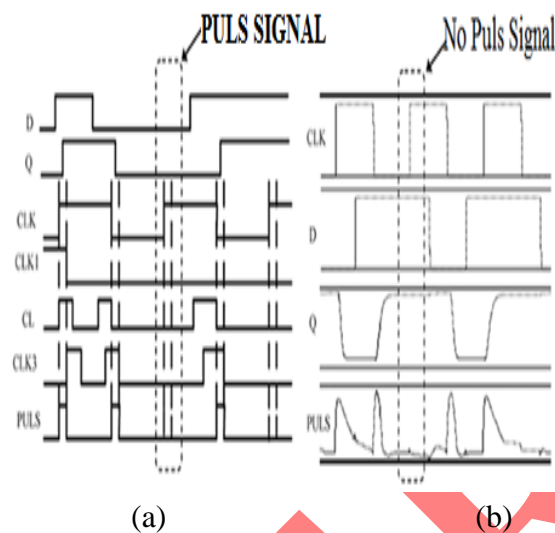 PULS SIGNAL
D
Q
CLK
CLK1
CL
CLK3
PULS
(a)
No Puls Signal
CLK
D
Q
PULS
(b)